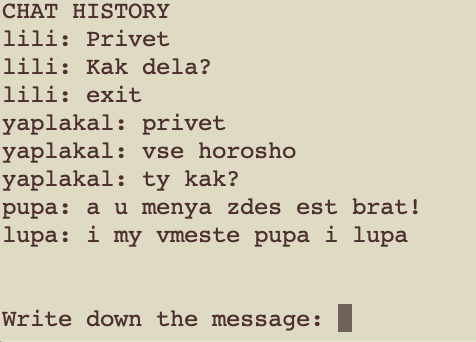 CHAT HISTORY
lili: Privet
lili: Kak dela?
lili: exit
yaplakal: privet
yaplakal: vse horosho
yaplakal: ty kak?
pupa: a u menya zdes est brat!
lupa: i my vmeste pupa i lupa
Write down the message: